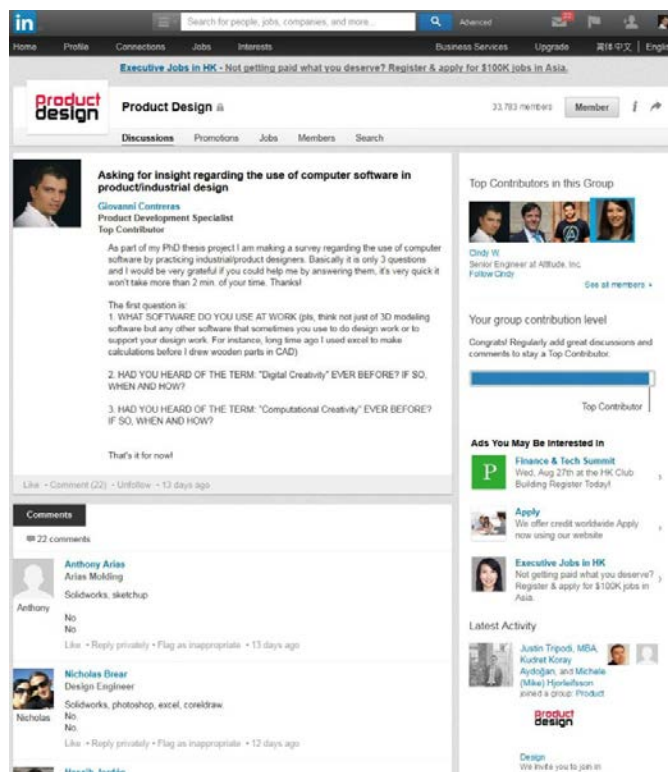 in
Search for people, jobs, companies, and more...
Advanced
Home Profile Connections Jobs Interests
Business Services Upgrade
Executive Jobs in HK - Not getting paid what you deserve? Register & apply for $100K jobs in Asia.
product
design
Product Design
33,783 members
Member
Discussions Promotions Jobs Members Search
Asking for insight regarding the use of computer software in
product/industrial design
Giovanni Contreras
Product Development Specialist
Top Contributor
As part of my PhD thesis project I am making a survey regarding the use of computer
software by practicing industrial/product designers. Basically it is only 3 questions
and I would be very grateful if you could help me by answering them, it's very quick it
won't take more than 2 min. of your time. Thanks!
The first question is:
1. WHAT SOFTWARE DO YOU USE AT WORK (pls, think not just of 3D modeling
software but any other software that sometimes you use to do design work or to
support your design work. For instance, long time ago I used excel to make
calculations before I drew wooden parts in CAD)
2. HAD YOU HEARD OF THE TERM: "Digital Creativity" EVER BEFORE? IF SO,
WHEN AND HOW?
3. HAD YOU HEARD OF THE TERM: "Computational Creativity" EVER BEFORE?
IF SO, WHEN AND HOW?
That's it for now!
Like • Comment (22) • Unfollow • 13 days ago
Comments
22 comments
Anthony Arias
Arias Molding
Solidworks, sketchup
Anthony
No
No
Like • Reply privately • Flag as inappropriate • 13 days ago
Nicholas Brear
Design Engineer
Solidworks, photoshop, excel, coreldraw.
Nicholas
No.
No.
Like • Reply privately • Flag as inappropriate • 12 days ago
Top Contributors in this Group
Cindy W.
Senior Engineer at Altitude, Inc.
Follow Cindy
See all members
Your group contribution level
Congrats! Regularly add great discussions and
comments to stay a Top Contributor.
Top Contributor
Ads You May Be Interested In
P
Finance & Tech Summit
Wed, Aug 27th at the HK Club
Building Register Today!
Apply
We offer credit worldwide Apply
now using our website
Executive Jobs in HK
Not getting paid what you deserve?
Register & apply for $100K jobs in
Asia.
Latest Activity
Justin Tripodi, MBA,
Kudret Koray
Aydoğan, and Michele
(Mike) Hjorleifsson
joined a group: Product
product
design
Design
We invite you to join in